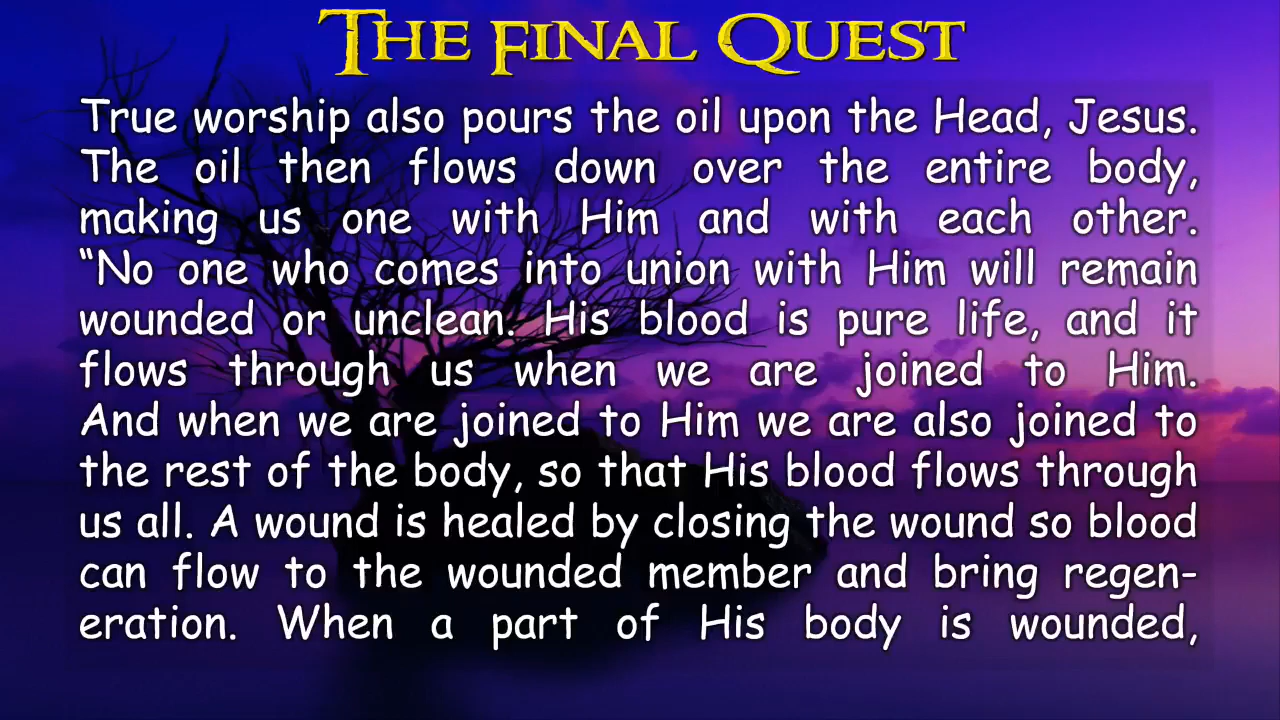 The Final Quest
True worship also pours the oil upon the Head, Jesus.
The oil then flows down over the entire body,
making us one with Him and with each other.
“No one who comes into union with Him will remain
wounded or unclean. His blood is pure life, and it
flows through us when we are joined to Him.
And when we are joined to Him we are also joined to
the rest of the body, so that His blood flows through
us all. A wound is healed by closing the wound so blood
can flow to the wounded member and bring regen-
eration. When a part of His body is wounded,